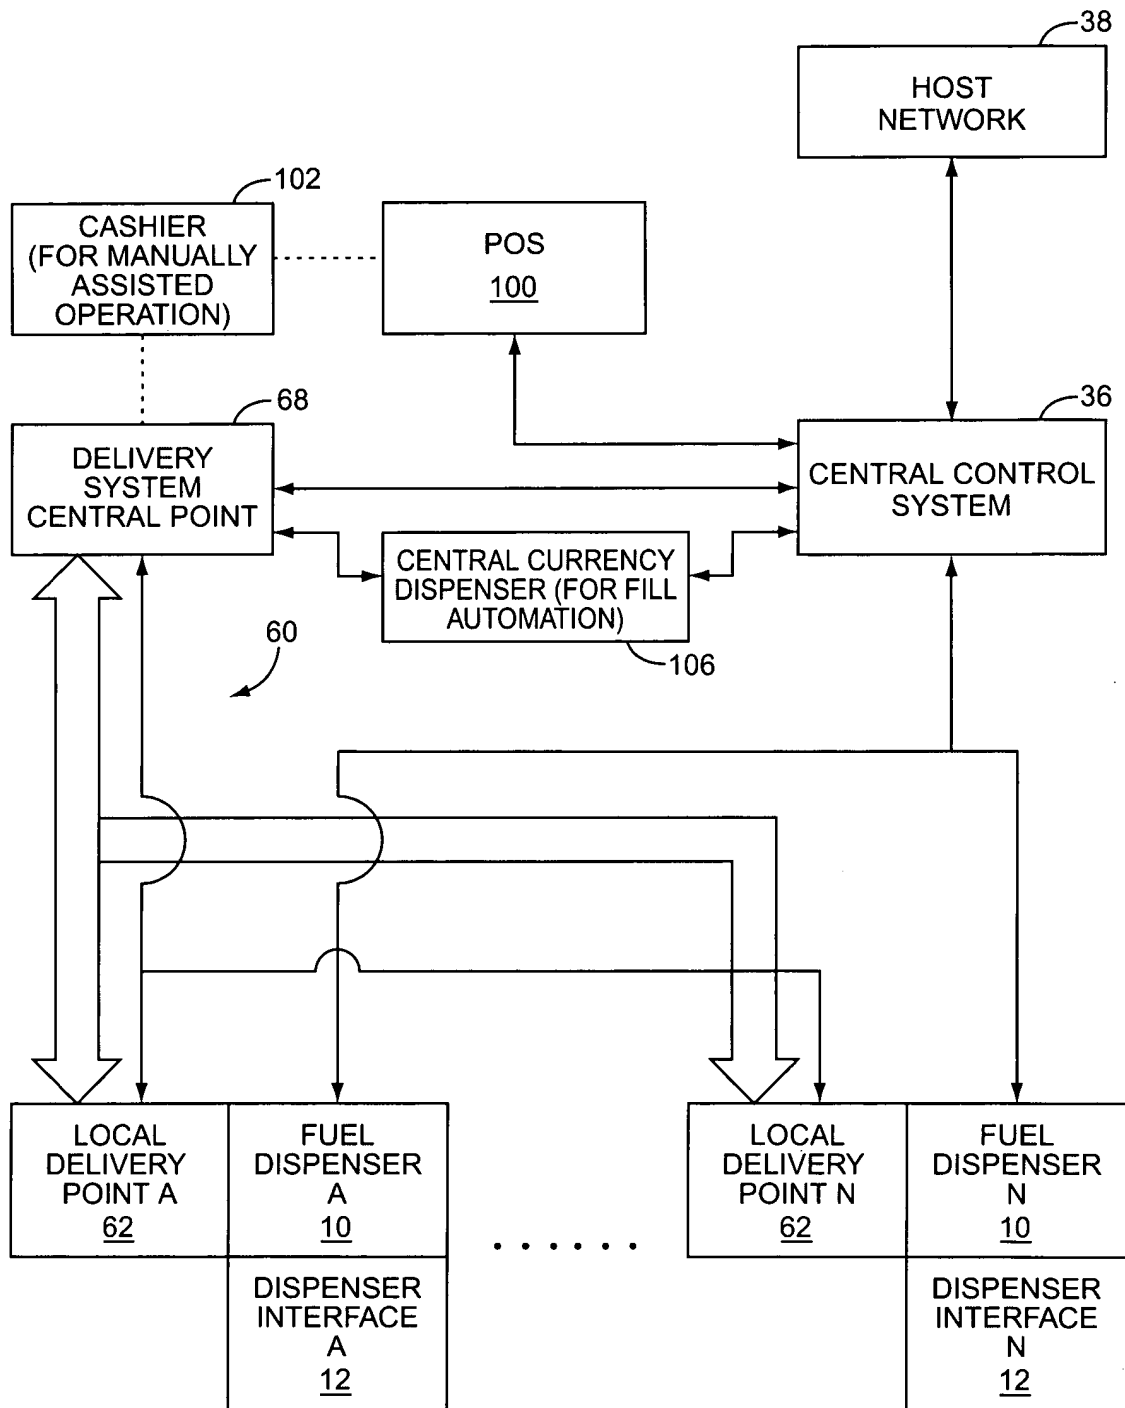 38
HOST
NETWORK
102
CASHIER
(FOR MANUALLY
ASSISTED
OPERATION)
POS
100
68
DELIVERY
SYSTEM
CENTRAL POINT
36
CENTRAL CONTROL
SYSTEM
CENTRAL CURRENCY
DISPENSER (FOR FILL
AUTOMATION)
106
60
LOCAL
DELIVERY
POINT A
62
FUEL
DISPENSER
A
10
DISPENSER
INTERFACE
A
12
......
LOCAL
DELIVERY
POINT N
62
FUEL
DISPENSER
N
10
DISPENSER
INTERFACE
N
12